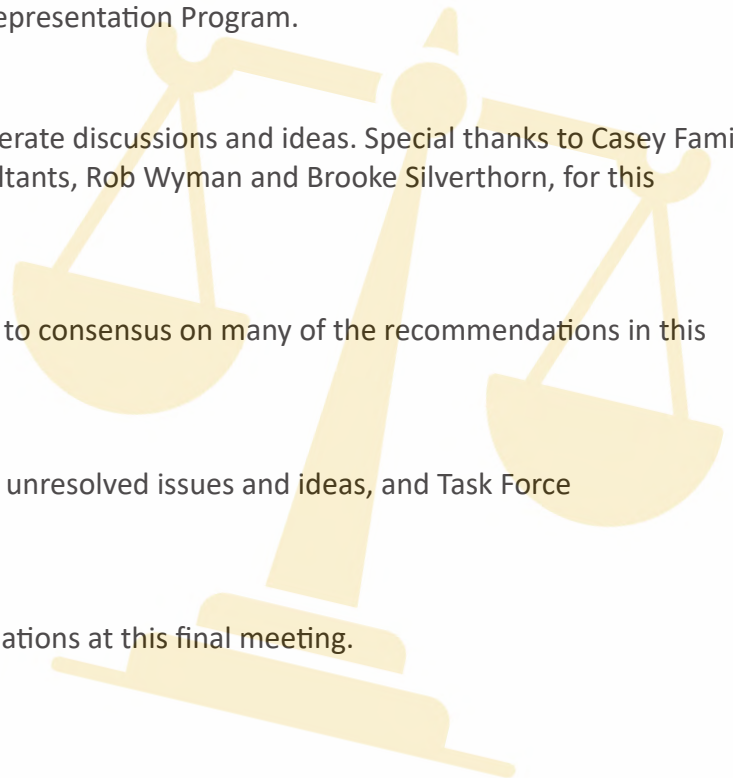 epresentation Program.
erate discussions and ideas. Special thanks to Casey Fami
ltants, Rob Wyman and Brooke Silverthorn, for this
to consensus on many of the recommendations in this
unresolved issues and ideas, and Task Force
ations at this final meeting.